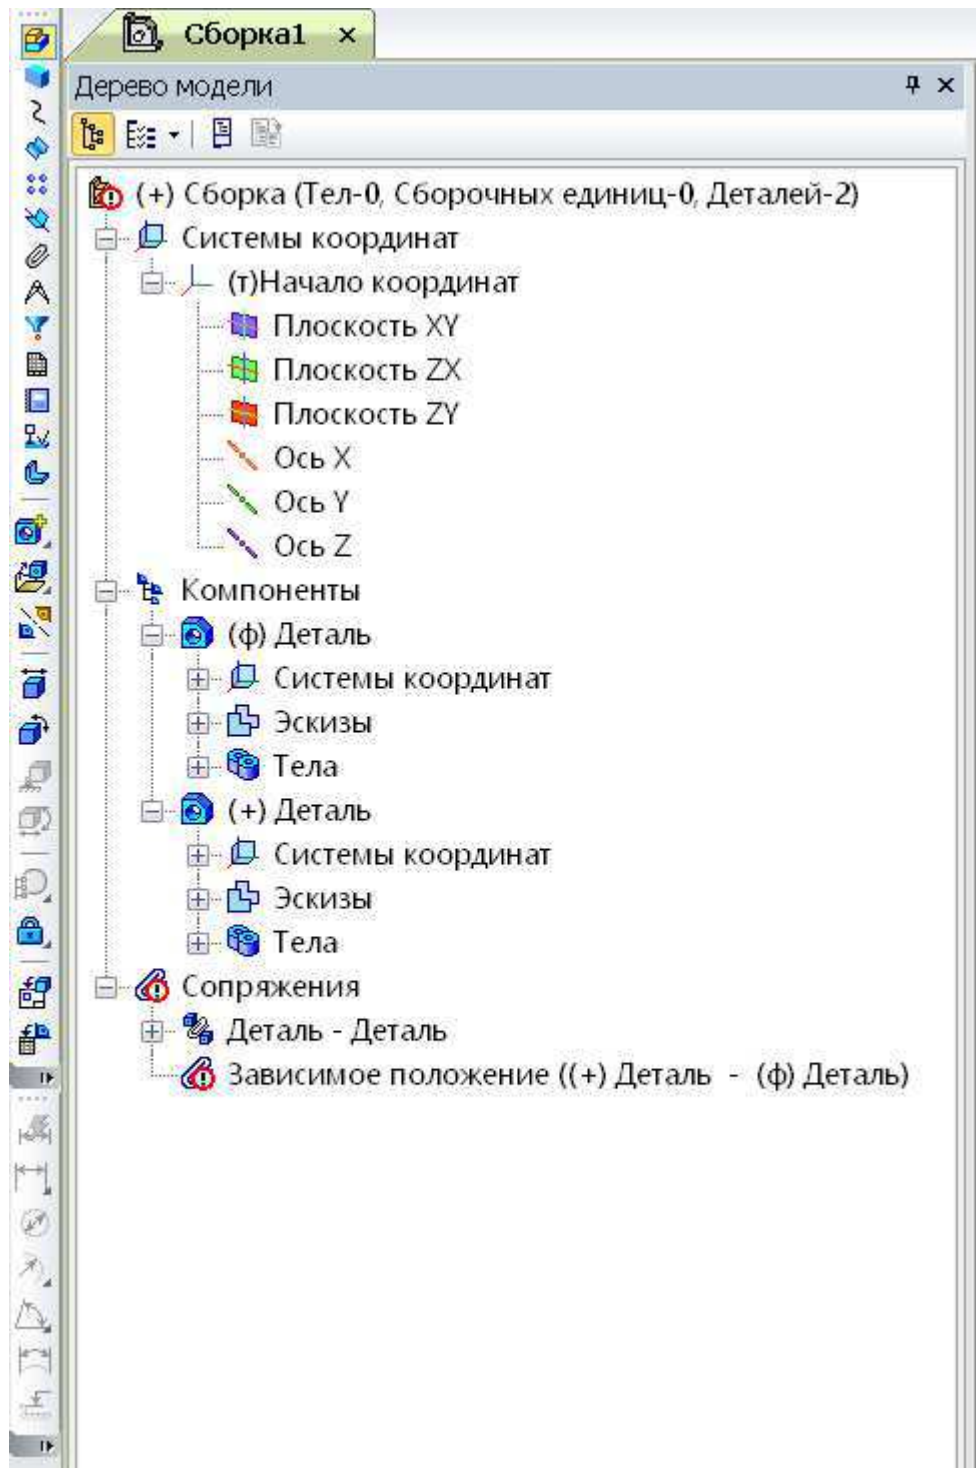 Сборка1
Дерево модели
(+) Сборка (Тел-0, Сборочных единиц-0, Деталей-2)
Системы координат
(т)Начало координат
Плоскость XY
Плоскость ZX
Плоскость ZY
Ось X
Ось Y
Ось Z
Компоненты
(ф) Деталь
Системы координат
Эскизы
Тела
(+) Деталь
Системы координат
Эскизы
Тела
Сопряжения
Деталь - Деталь
Зависимое положение ((+) Деталь - (ф) Деталь)